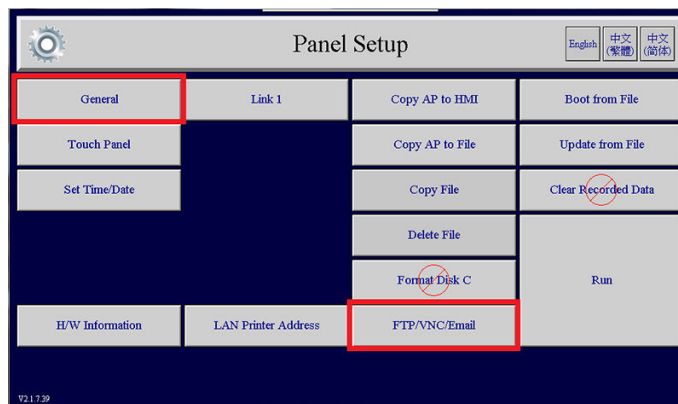 Panel Setup
English
中文
(繁體)
中文
(简体)
General
Link 1
Copy AP to HMI
Boot from File
Touch Panel
Copy AP to File
Update from File
Set Time/Date
Copy File
Clear Recorded Data
Delete File
Format Disk C
Run
H/W Information
LAN Printer Address
FTP/VNC/Email
V2.1.7.39